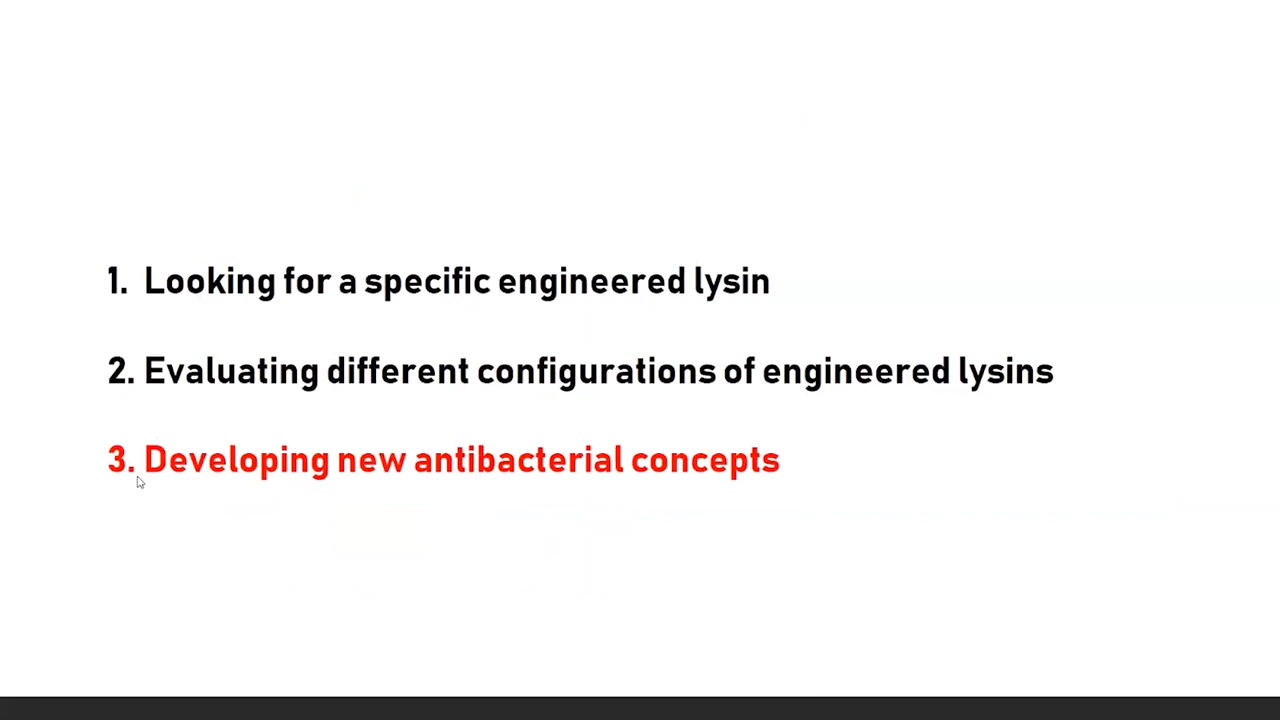 1. Looking for a specific engineered lysin
2. Evaluating different configurations of engineered lysins
3. Developing new antibacterial concepts